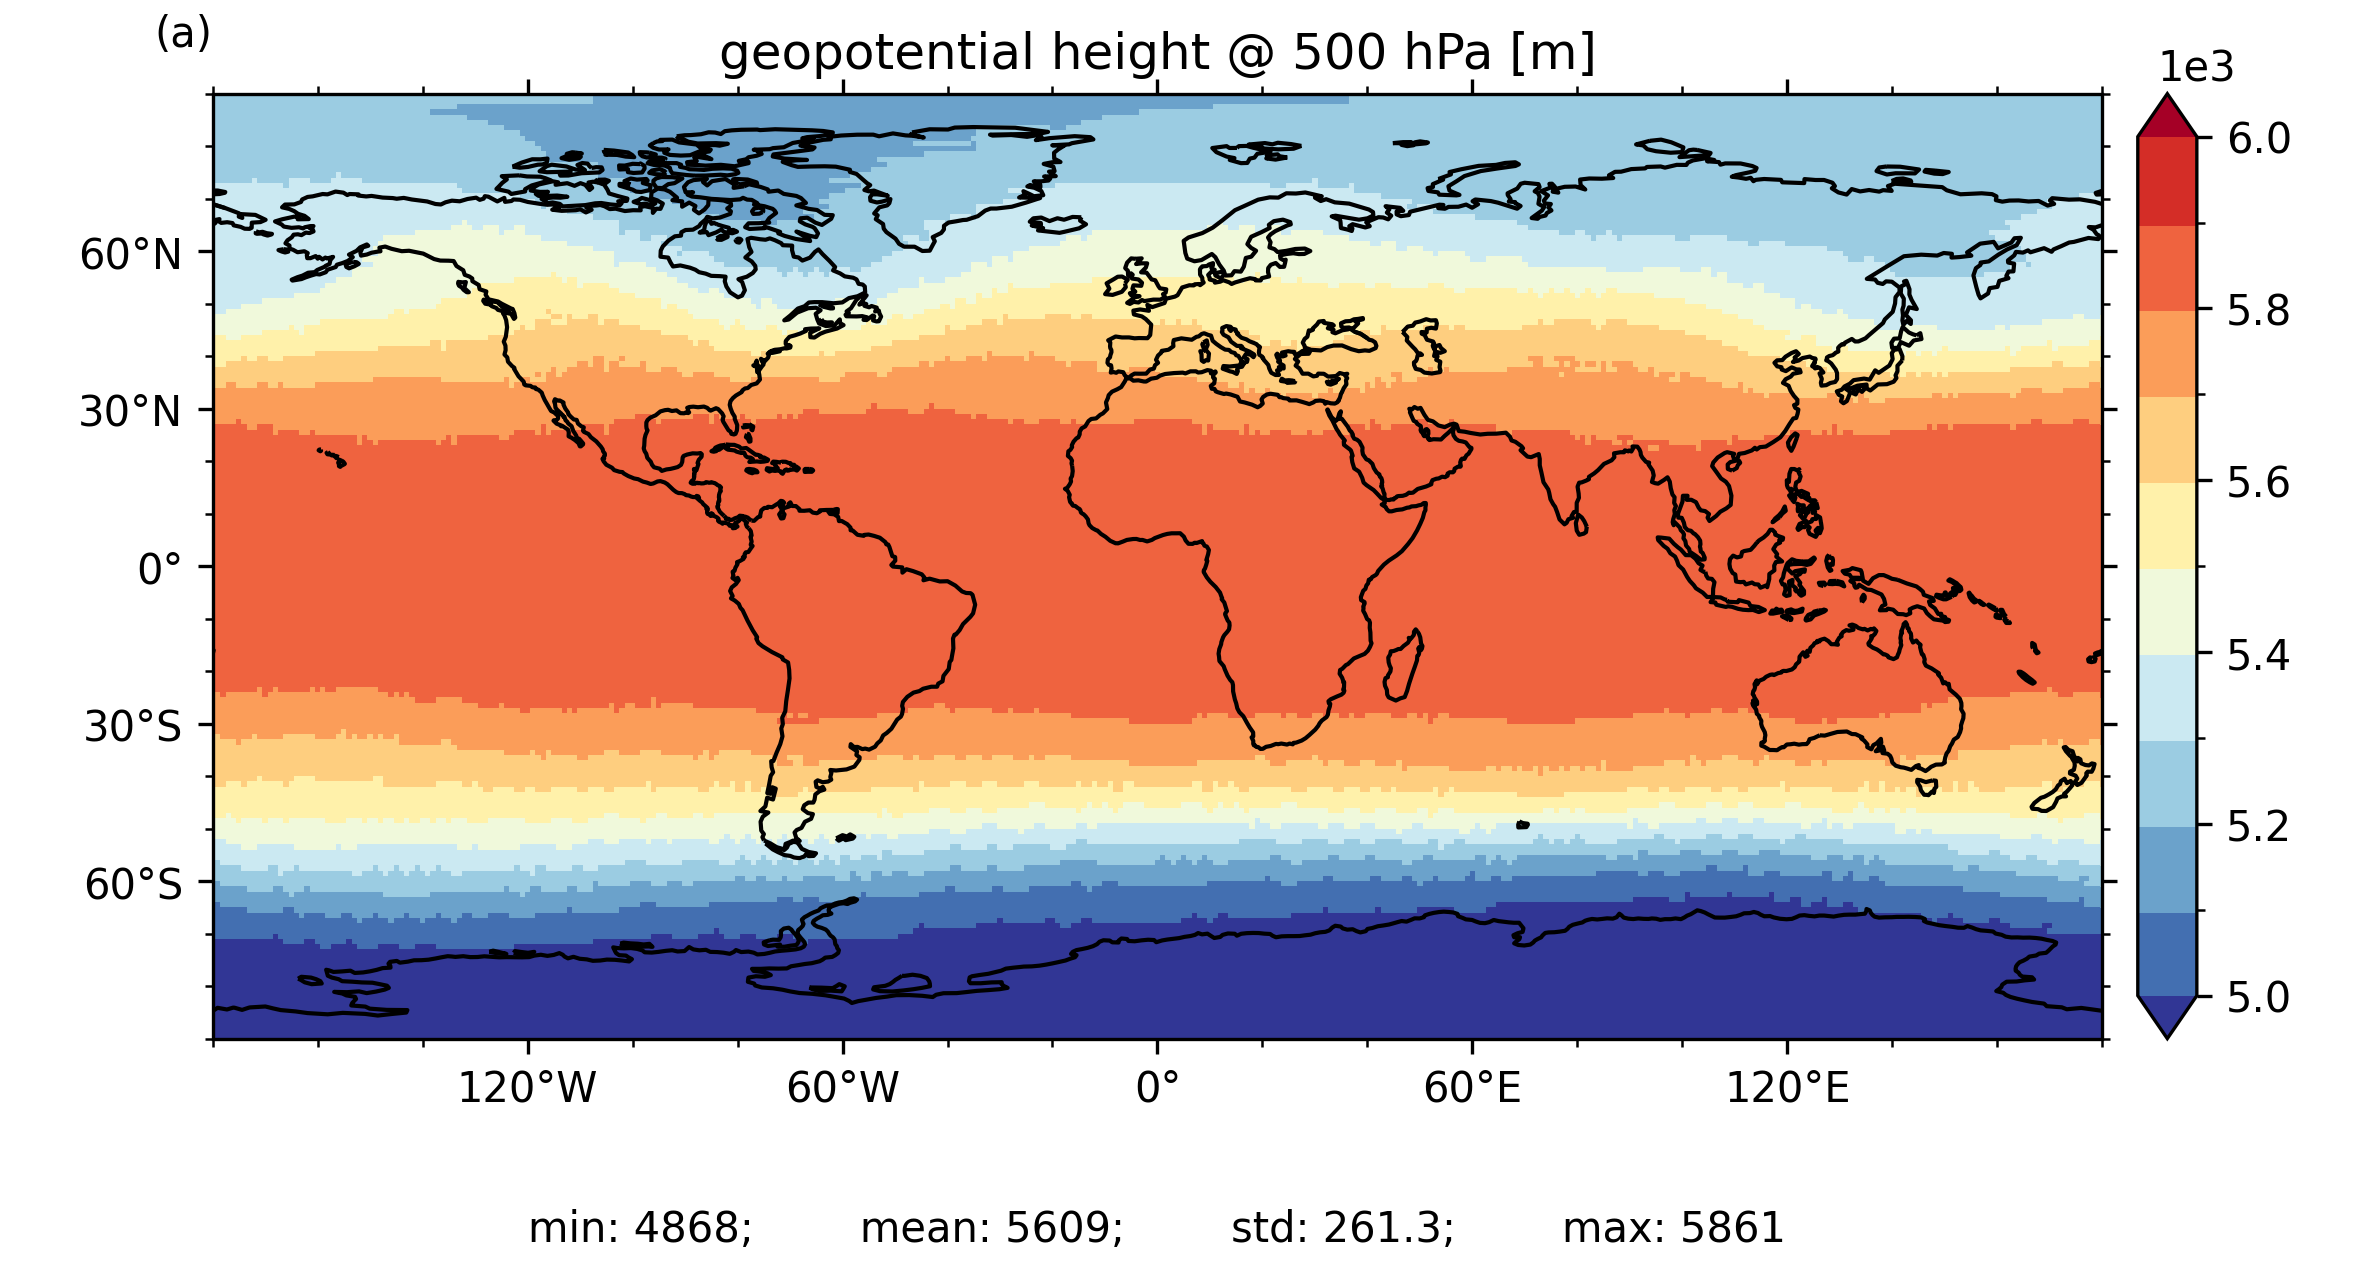 (a)
geopotential height @ 500 hPa [m]
1e3
6.0
5.8
5.6
5.4
5.2
5.0
60°N
30°N
0°
30°S
60°S
120°W 60°W 0° 60°E 120°E
min: 4868; mean: 5609; std: 261.3; max: 5861